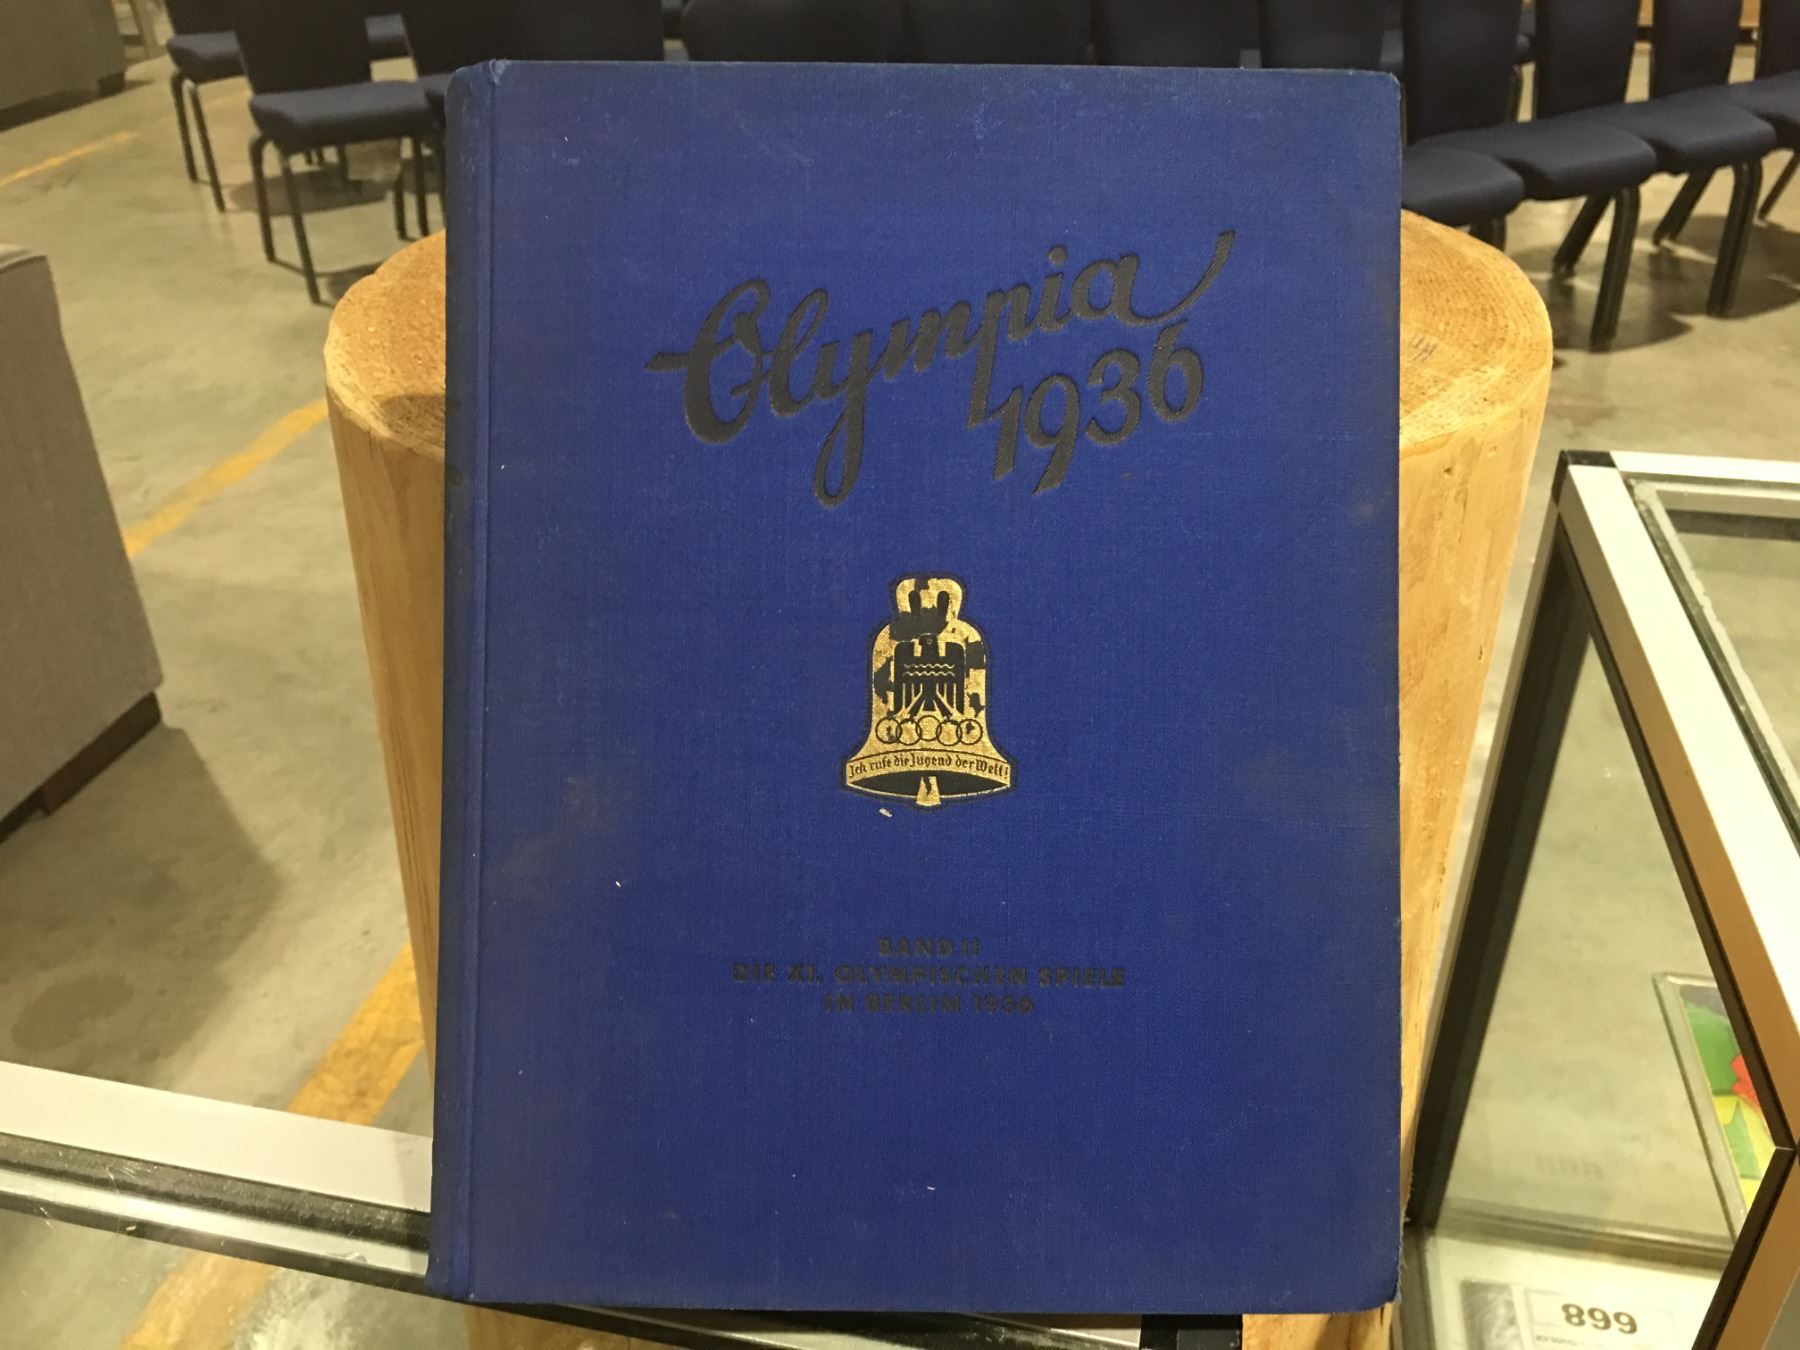 Olympia
1936
Ich rufe die Jugend der Welt!
BAND II
DIE XI. OLYMPISCHEN SPIELE
IN BERLIN 1936
899